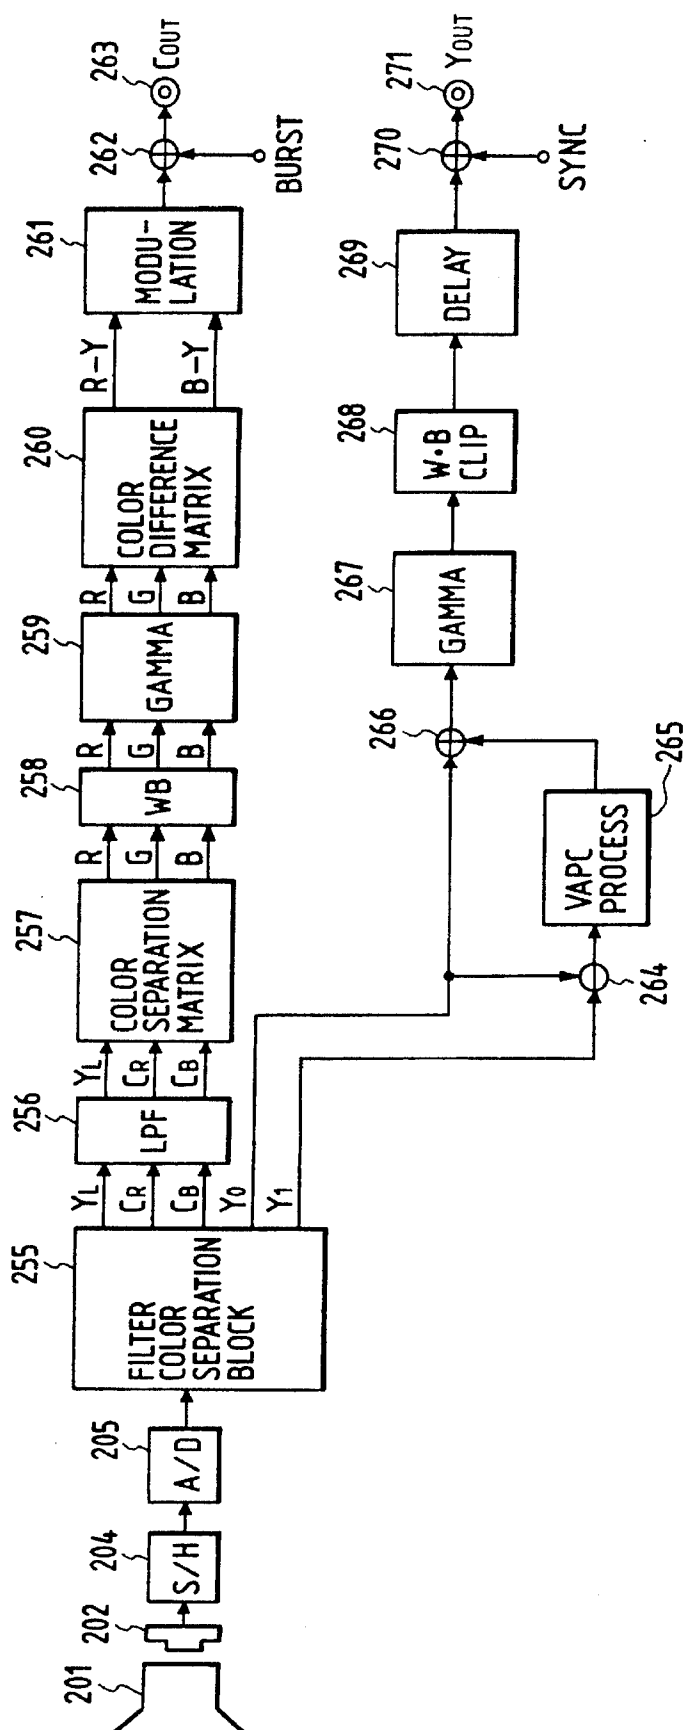 201
202
204
S/H
205
A/D
255
FILTER
COLOR
SEPARATION
BLOCK
YL
CR
CB
Y0
Y1
256
LPF
YL
CR
CB
257
COLOR
SEPARATION
MATRIX
R
G
B
258
WB
R
G
B
259
GAMMA
R
G
B
260
COLOR
DIFFERENCE
MATRIX
R-Y
B-Y
261
MODU-
LATION
262
BURST
263
COUT
264
VAPC
PROCESS
265
266
267
GAMMA
268
W·B
CLIP
269
DELAY
270
SYNC
271
YOUT